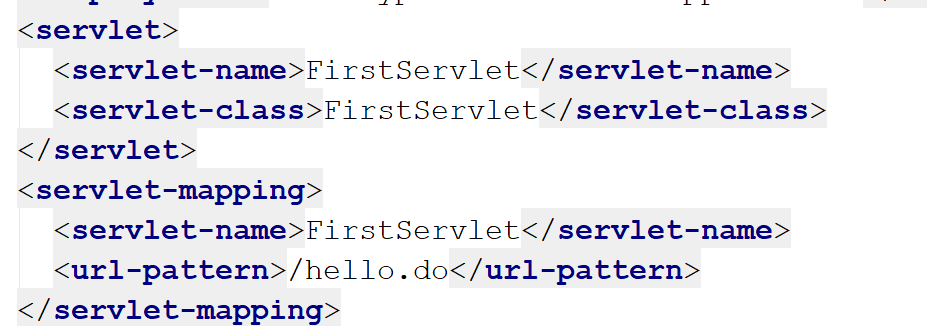 <servlet>
<servlet-name>FirstServlet</servlet-name>
<servlet-class>FirstServlet</servlet-class>
</servlet>
<servlet-mapping>
<servlet-name>FirstServlet</servlet-name>
<url-pattern>/hello.do</url-pattern>
</servlet-mapping>